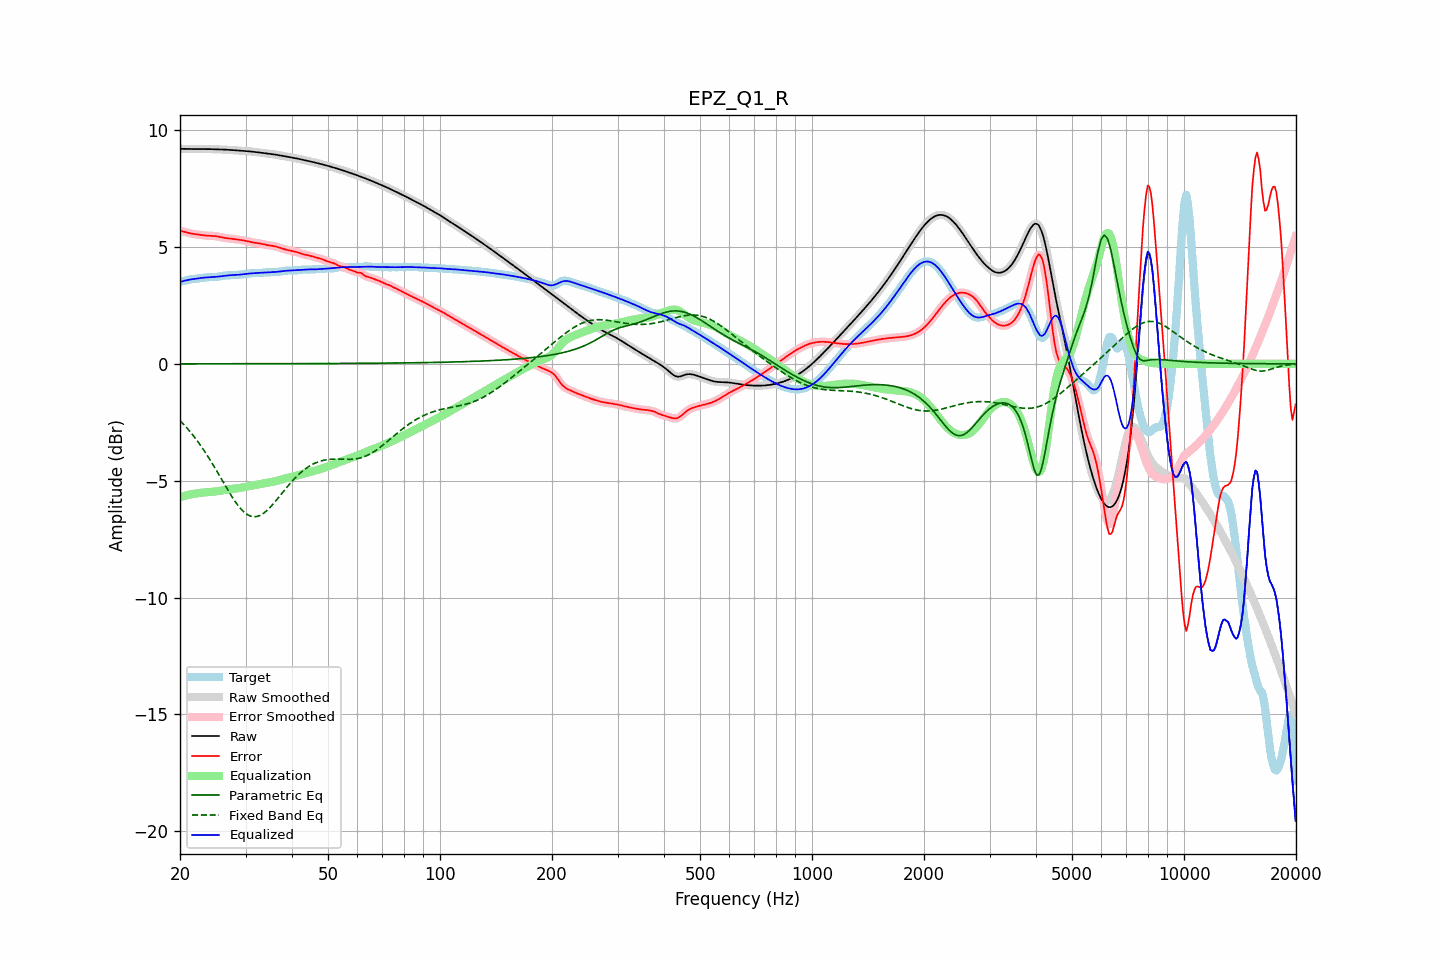 EPZ_Q1_R
10
5
0
−5
−10
−15
−20
Amplitude (dBr)
Target
Raw Smoothed
Error Smoothed
Raw
Error
Equalization
Parametric Eq
Fixed Band Eq
Equalized
20
50
100
200
500
1000
2000
5000
10000
20000
Frequency (Hz)